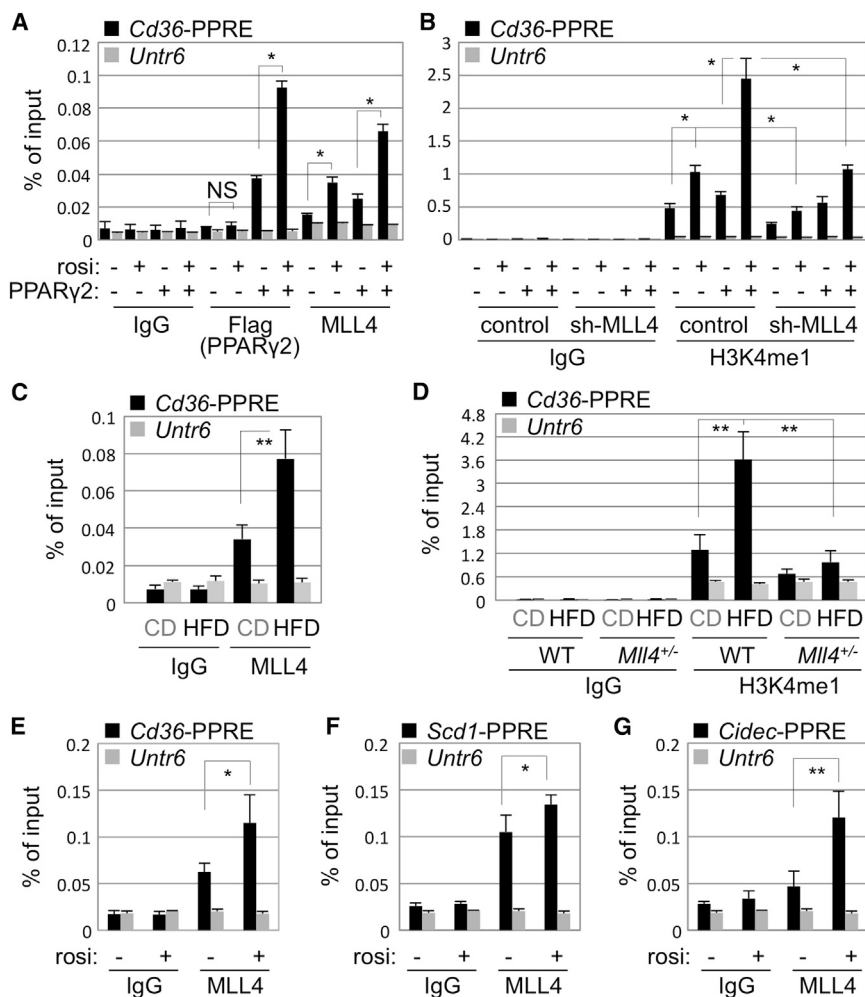 A
Cd36-PPRE
Untr6
% of input
0.12
0.1
0.08
0.06
0.04
0.02
0
NS
*
*
*
rosi: - + - + - + - + - + - +
PPARγ2: - - + + - - + + - - + +
IgG
Flag
(PPARγ2)
MLL4
B
Cd36-PPRE
Untr6
% of input
3
2.5
2
1.5
1
0.5
0
*
*
*
*
- + - + - + - + - + - + - + - +
- - + + - - + + - - + + - - + +
control sh-MLL4 control sh-MLL4
IgG H3K4me1
C
Cd36-PPRE
Untr6
% of input
0.1
0.08
0.06
0.04
0.02
0
**
CD HFD CD HFD
IgG MLL4
D
Cd36-PPRE
Untr6
% of input
4.8
4.2
3.6
3
2.4
1.8
1.2
0.6
0
** **
CD HFD CD HFD CD HFD CD HFD
WT Mll4+/- WT Mll4+/-
IgG H3K4me1
E
Cd36-PPRE
Untr6
% of input
0.2
0.15
0.1
0.05
0
*
rosi: - + - +
IgG MLL4
F
Scd1-PPRE
Untr6
% of input
0.2
0.15
0.1
0.05
0
*
rosi: - + - +
IgG MLL4
G
Cidec-PPRE
Untr6
% of input
0.2
0.15
0.1
0.05
0
**
rosi: - + - +
IgG MLL4